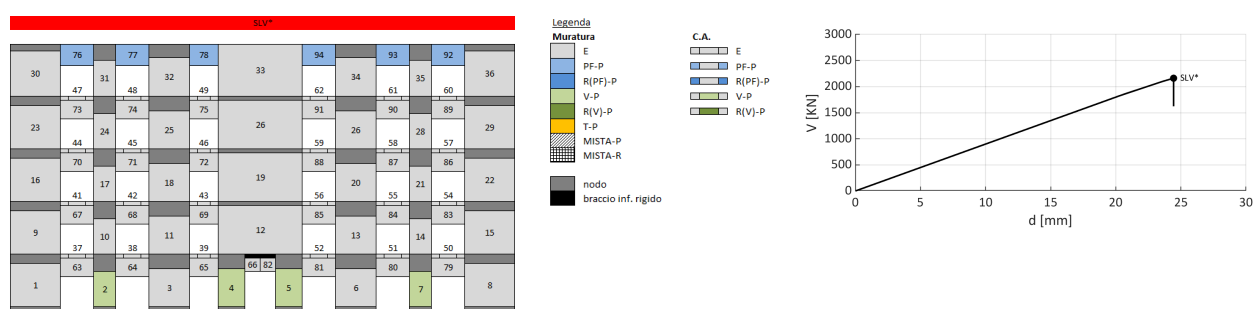 SLV*
76 77 78 94 93 92
30 31 32 33 34 35 36
47 48 49 62 61 60
73 74 75 91 90 89
23 24 25 26 26 28 29
44 45 46 59 58 57
70 71 72 88 87 86
16 17 18 19 20 21 22
41 42 43 56 55 54
67 68 69 85 84 83
9 10 11 12 13 14 15
37 38 39 52 51 50
63 64 65 66 82 81 80 79
1 2 3 4 5 6 7 8
Legenda
Muratura
E
PF-P
R(PF)-P
V-P
R(V)-P
T-P
MISTA-P
MISTA-R
nodo
braccio inf. rigido
C.A.
E
PF-P
R(PF)-P
V-P
R(V)-P
V [KN]
3000
2500
2000
1500
1000
500
0
SLV*
0 5 10 15 20 25 30
d [mm]